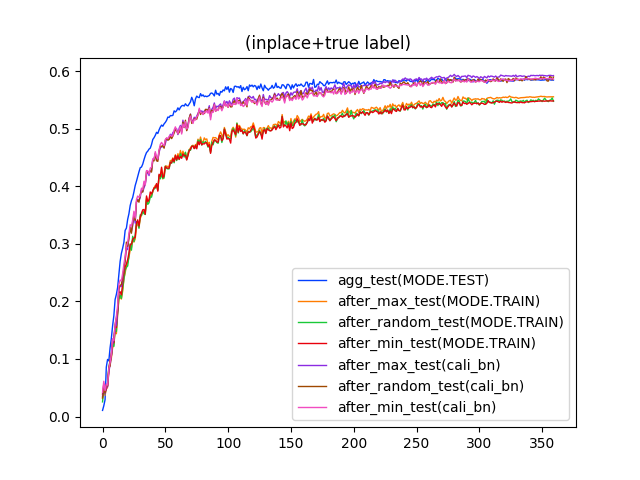 (inplace+true label)
0.6
0.5
0.4
0.3
0.2
0.1
0.0
agg_test(MODE.TEST)
after_max_test(MODE.TRAIN)
after_random_test(MODE.TRAIN)
after_min_test(MODE.TRAIN)
after_max_test(cali_bn)
after_random_test(cali_bn)
after_min_test(cali_bn)
0 50 100 150 200 250 300 350